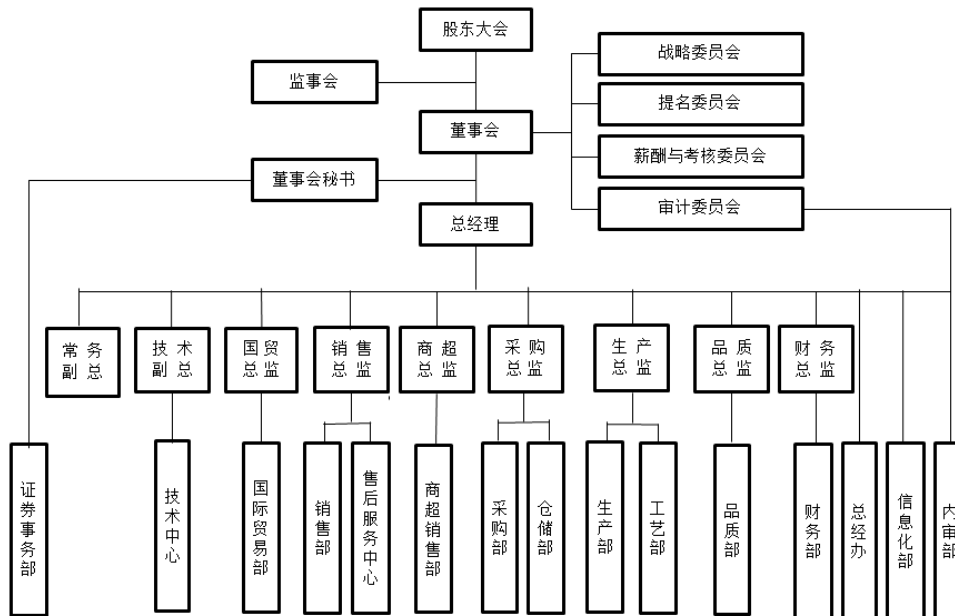 股东大会
战略委员会
监事会
提名委员会
董事会
薪酬与考核委员会
董事会秘书
审计委员会
总经理
常务
副总
技术
副总
国贸
总监
销售
总监
商超
总监
采购
总监
生产
总监
品质
总监
财务
总监
证券事务部
技术中心
国际贸易部
销售部
售后服务中心
商超销售部
采购部
仓储部
生产部
工艺部
品质部
财务部
总经办
信息化部
内审部